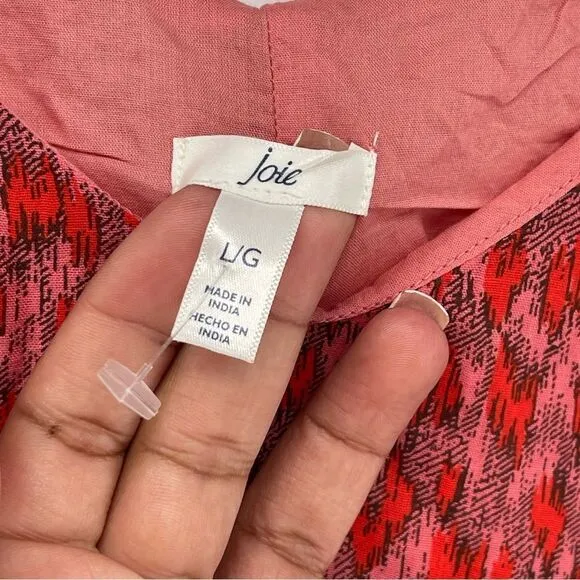 joie
L/G
MADE IN
INDIA
HECHO EN
INDIA